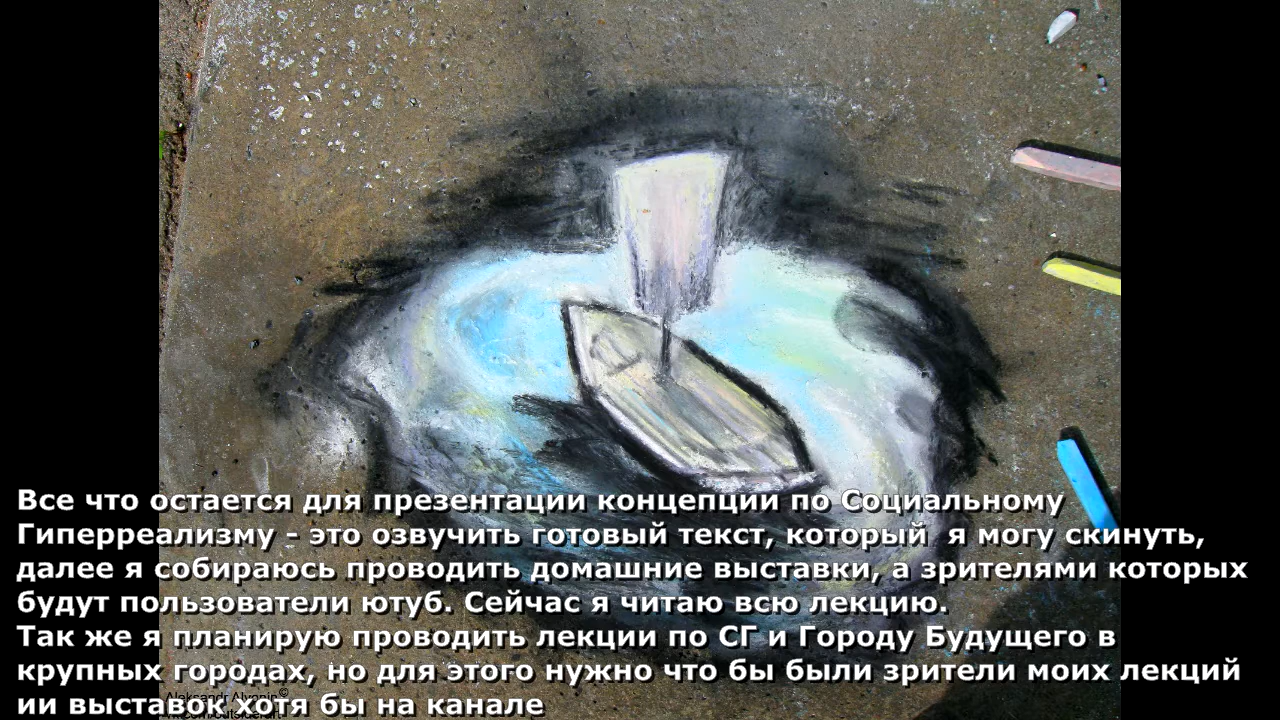 Все что остается для презентации концепции по Социальному
Гиперреализму - это озвучить готовый текст, который  я могу скинуть,
далее я собираюсь проводить домашние выставки, а зрителями которых
будут пользователи ютуб. Сейчас я читаю всю лекцию.
Так же я планирую проводить лекции по СГ и Городу Будущего в
крупных городах, но для этого нужно что бы были зрители моих лекций
ии выставок хотя бы на канале
Aleksandr